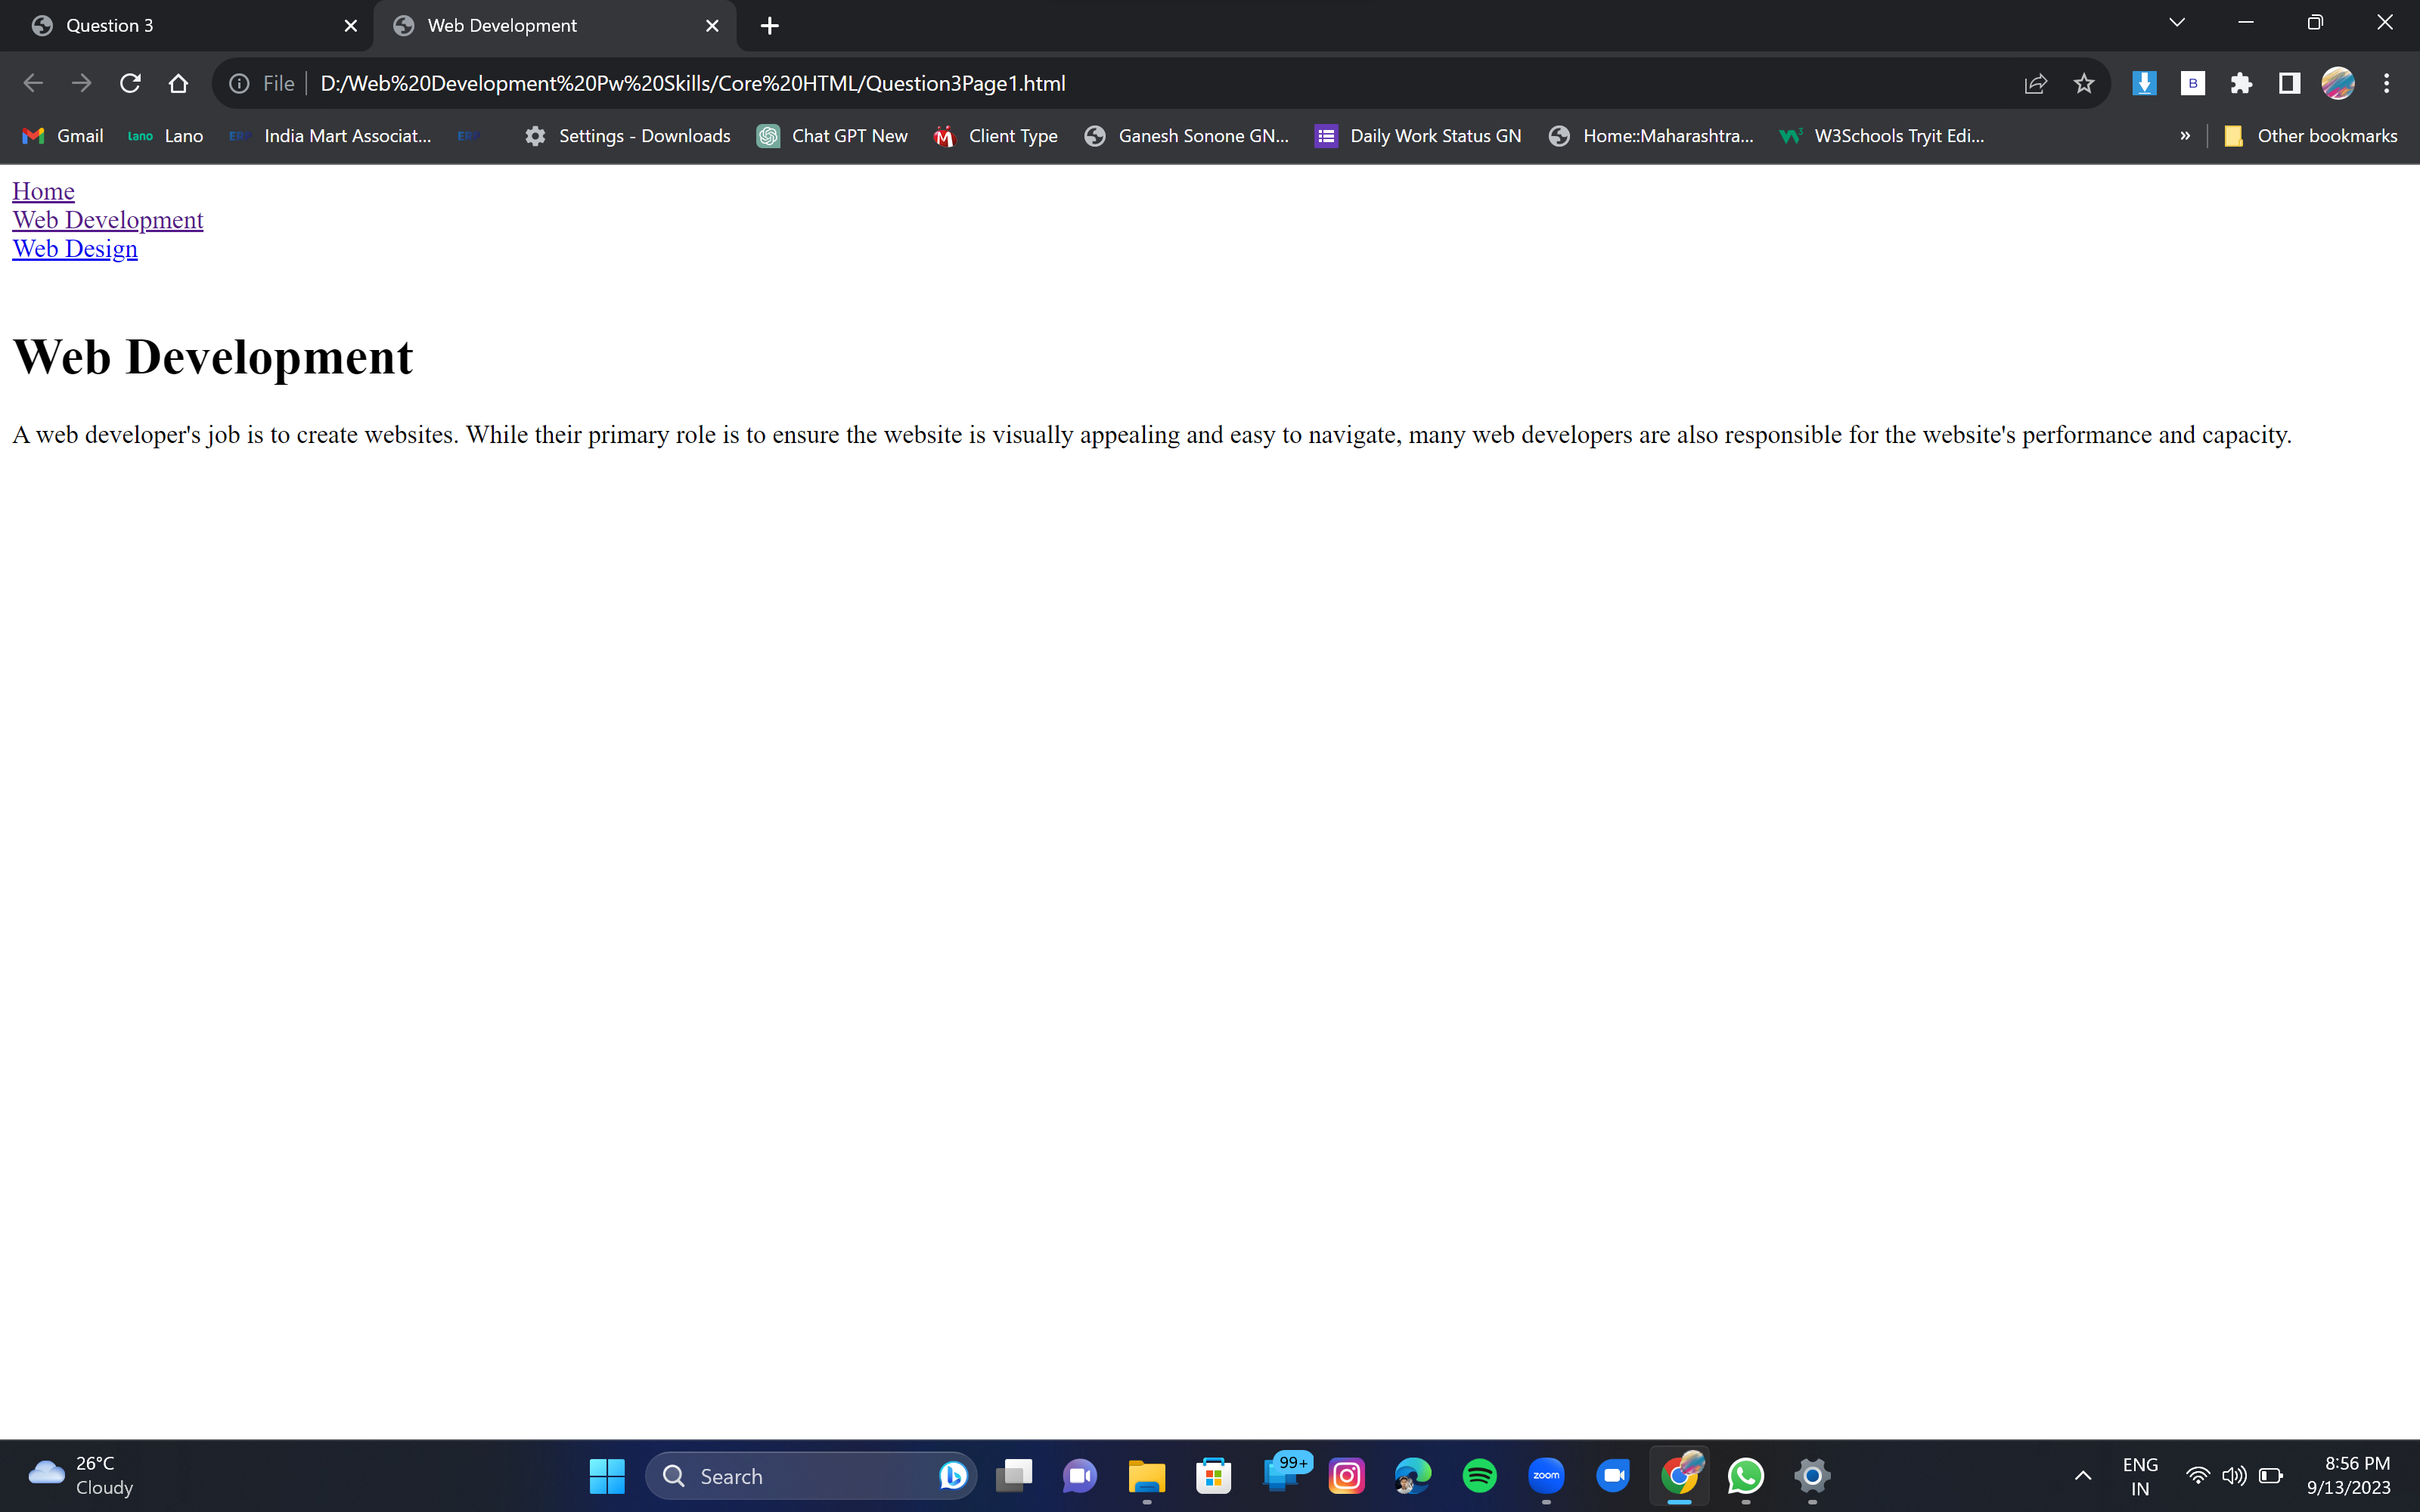 Question 3
Web Development
File
D:/Web%20Development%20Pw%20Skills/Core%20HTML/Question3Page1.html
B
Gmail
lano Lano
India Mart Associat...
Settings - Downloads
Chat GPT New
Client Type
Ganesh Sonone GN...
Daily Work Status GN
Home::Maharashtra...
W3Schools Tryit Edi...
»
Other bookmarks
Home
Web Development
Web Design
Web Development
A web developer's job is to create websites. While their primary role is to ensure the website is visually appealing and easy to navigate, many web developers are also responsible for the website's performance and capacity.
26°C
Cloudy
Search
99+
zoom
ENG
IN
8:56 PM
9/13/2023